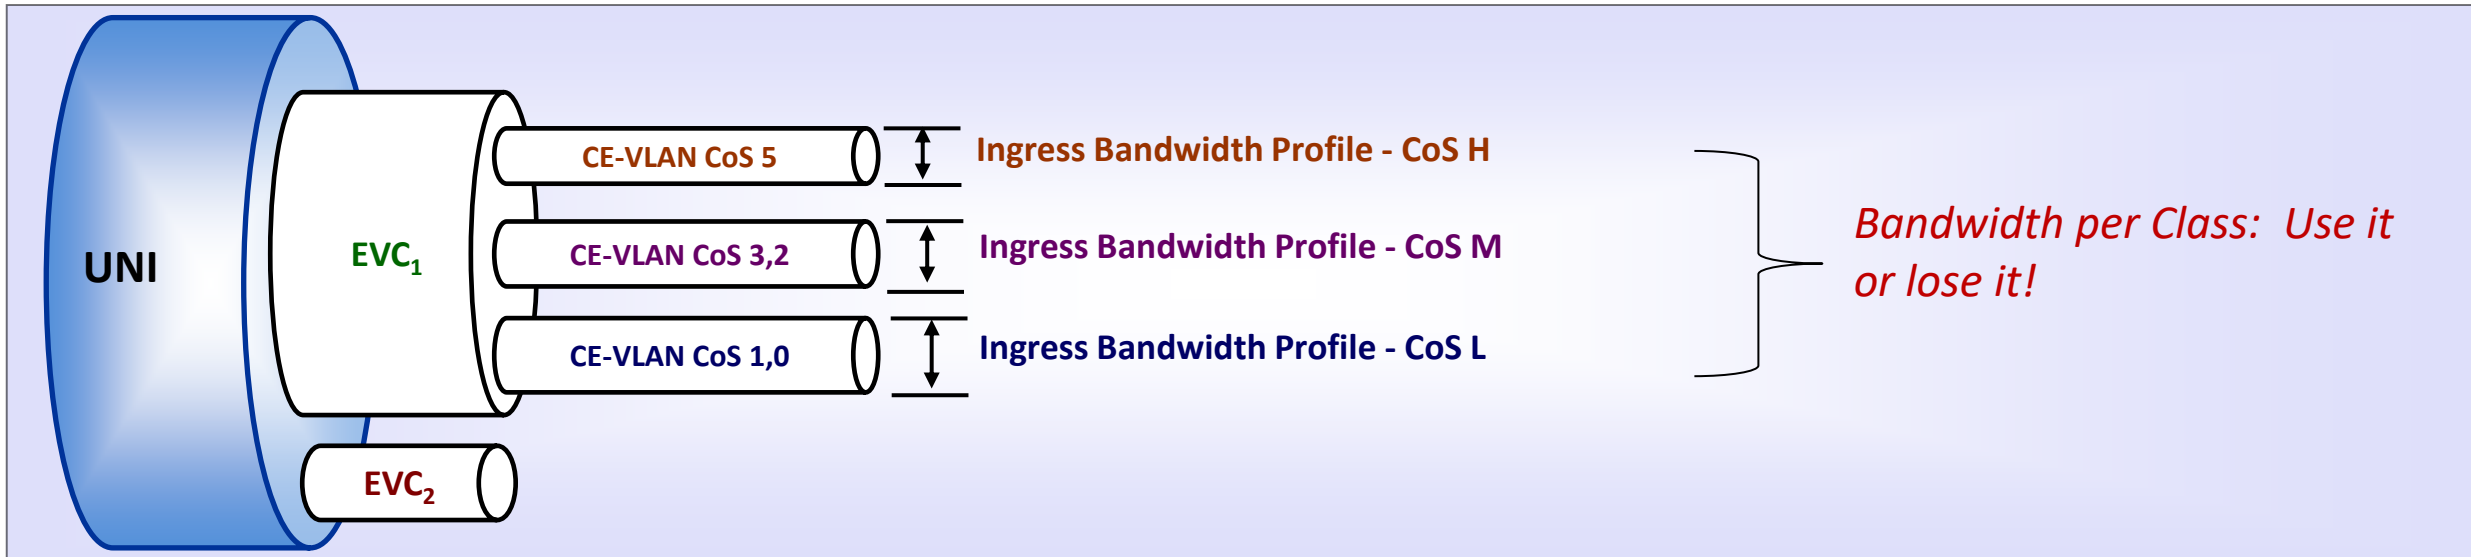 UNI
EVC1
CE-VLAN CoS 5
Ingress Bandwidth Profile - CoS H
CE-VLAN CoS 3,2
Ingress Bandwidth Profile - CoS M
CE-VLAN CoS 1,0
Ingress Bandwidth Profile - CoS L
Bandwidth per Class:  Use it
or lose it!
EVC2